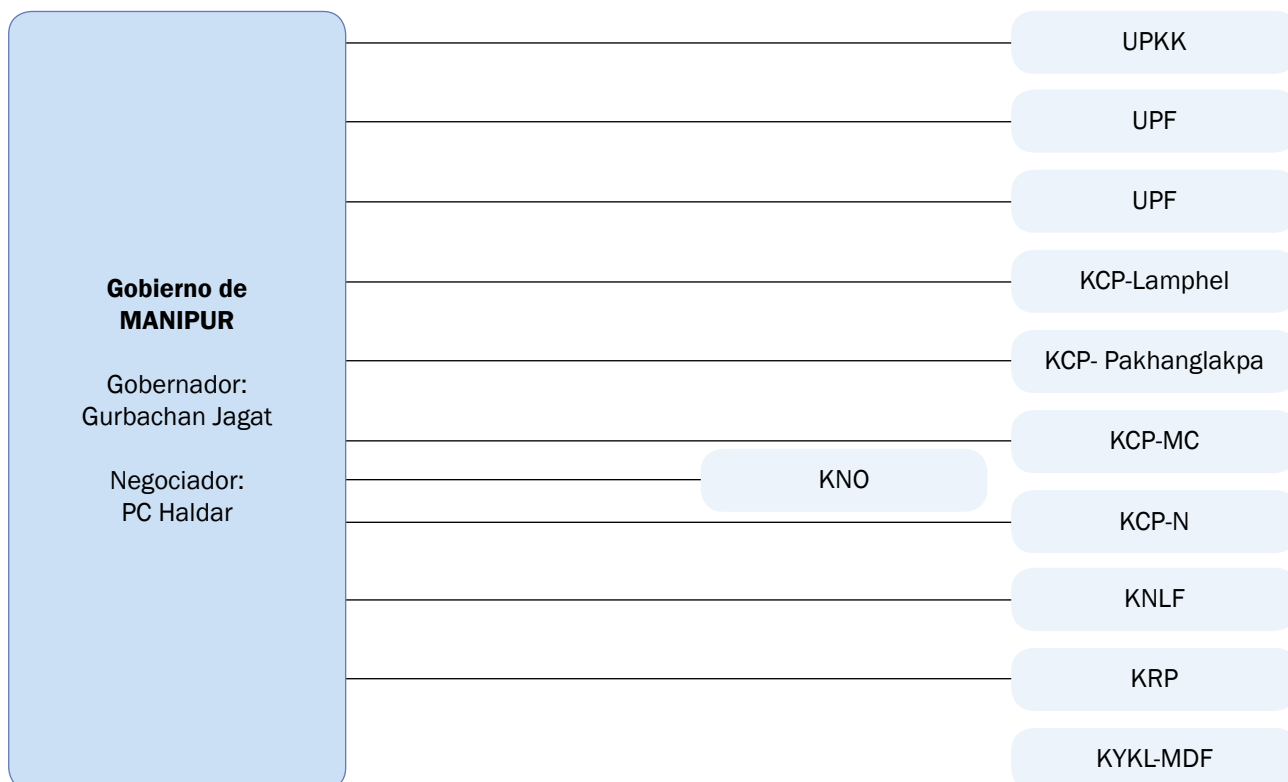 Gobierno de
MANIPUR
Gobernador:
Gurbachan Jagat
Negociador:
PC Haldar
UPKK
UPF
UPF
KCP-Lamphel
KCP- Pakhanglakpa
KCP-MC
KNO
KCP-N
KNLF
KRP
KYKL-MDF